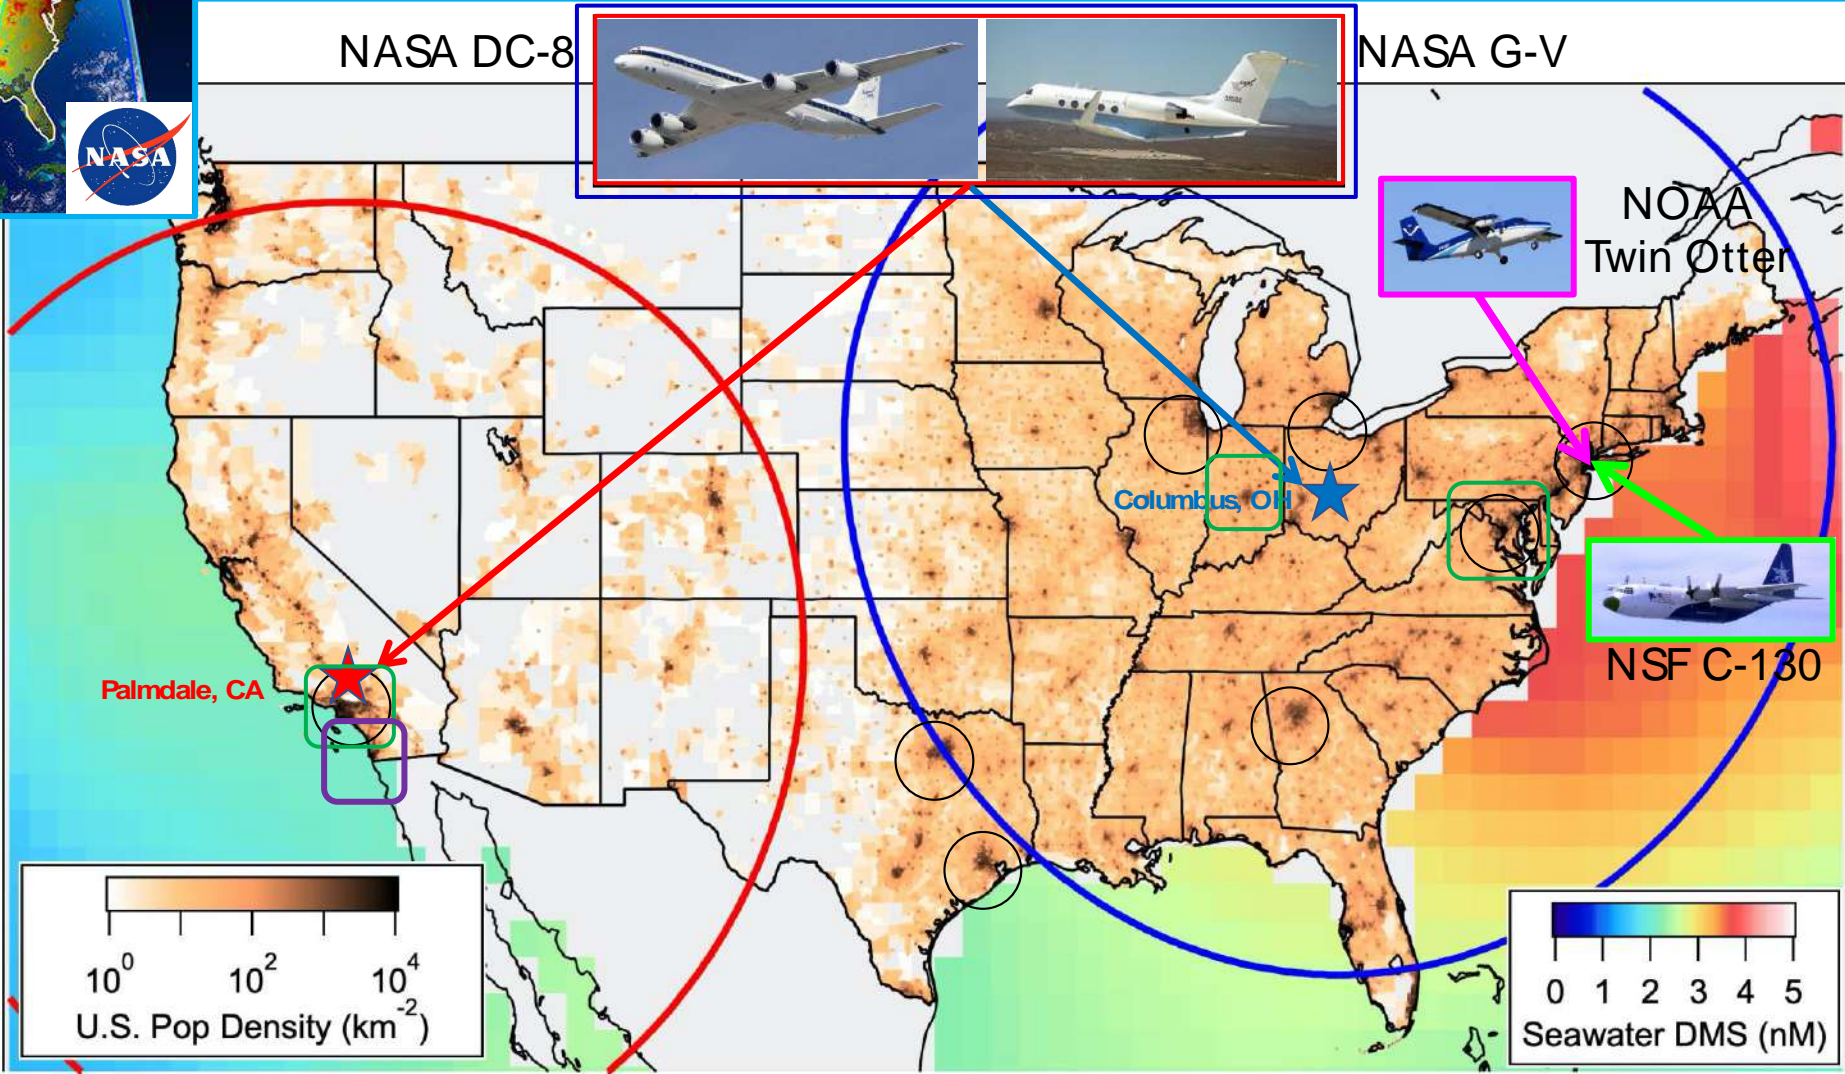 NASA DC-8
NASA G-V
NASA
NOAA
Twin Otter
Columbus, OH
NSF C-130
Palmdale, CA
10⁰ 10² 10⁴
U.S. Pop Density (km⁻²)
0 1 2 3 4 5
Seawater DMS (nM)